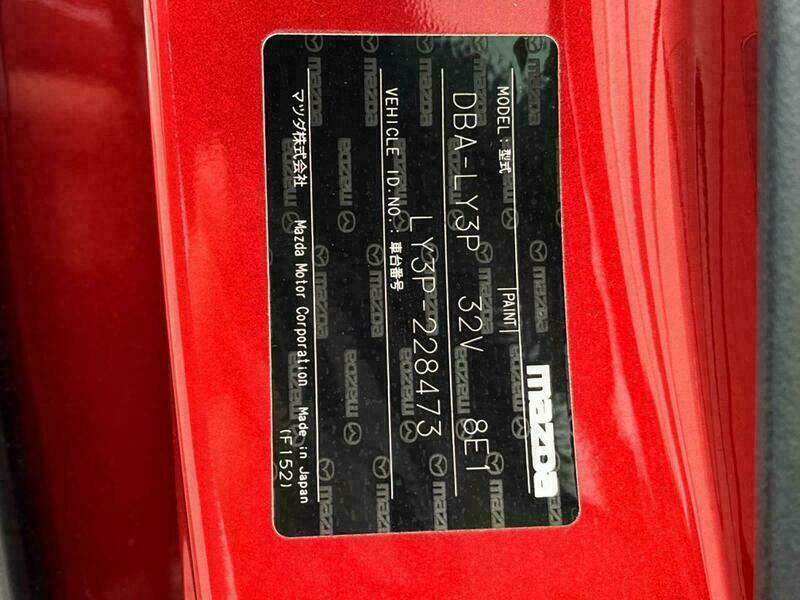 mazda
MODEL:型式 PAINT
DBA-LY3P 32V 8E1
VEHICLE ID.NO.:車台番号
LY3P-228473
マツダ株式会社 Mazda Motor Corporation Made in Japan
(F152)